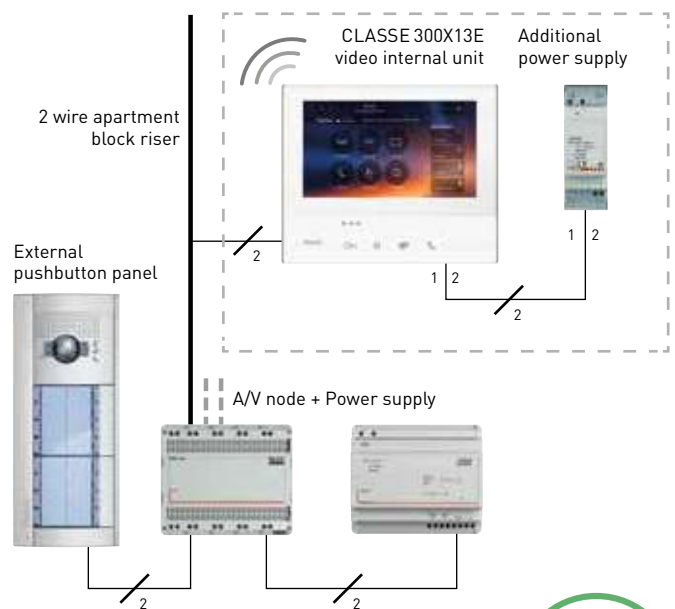 CLASSE 300X13E
video internal unit
Additional
power supply
2 wire apartment
block riser
2
1 2
1 2
2
External
pushbutton panel
A/V node + Power supply
2
2